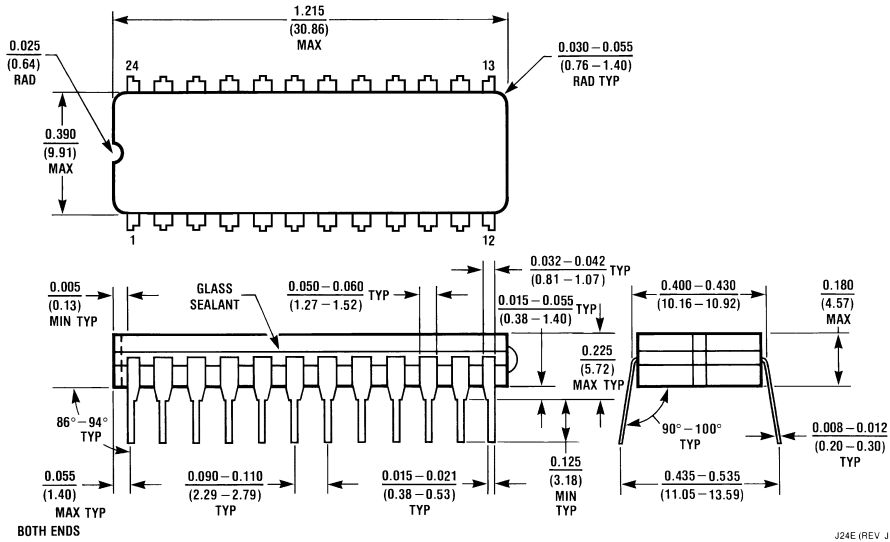 1.215
(30.86)
MAX
0.025
(0.64)
RAD
24
13
0.030 – 0.055
(0.76 – 1.40)
RAD TYP
0.390
(9.91)
MAX
1
12
0.005
(0.13)
MIN TYP
GLASS
SEALANT
0.050 – 0.060
(1.27 – 1.52)
TYP
0.032 – 0.042
(0.81 – 1.07)
TYP
0.015 – 0.055
(0.38 – 1.40)
TYP
0.400 – 0.430
(10.16 – 10.92)
0.180
(4.57)
MAX
0.225
(5.72)
MAX TYP
86° – 94°
TYP
90° – 100°
TYP
0.008 – 0.012
(0.20 – 0.30)
TYP
0.055
(1.40)
MAX TYP
BOTH ENDS
0.090 – 0.110
(2.29 – 2.79)
TYP
0.015 – 0.021
(0.38 – 0.53)
TYP
0.125
(3.18)
MIN
TYP
0.435 – 0.535
(11.05 – 13.59)
J24E (REV J